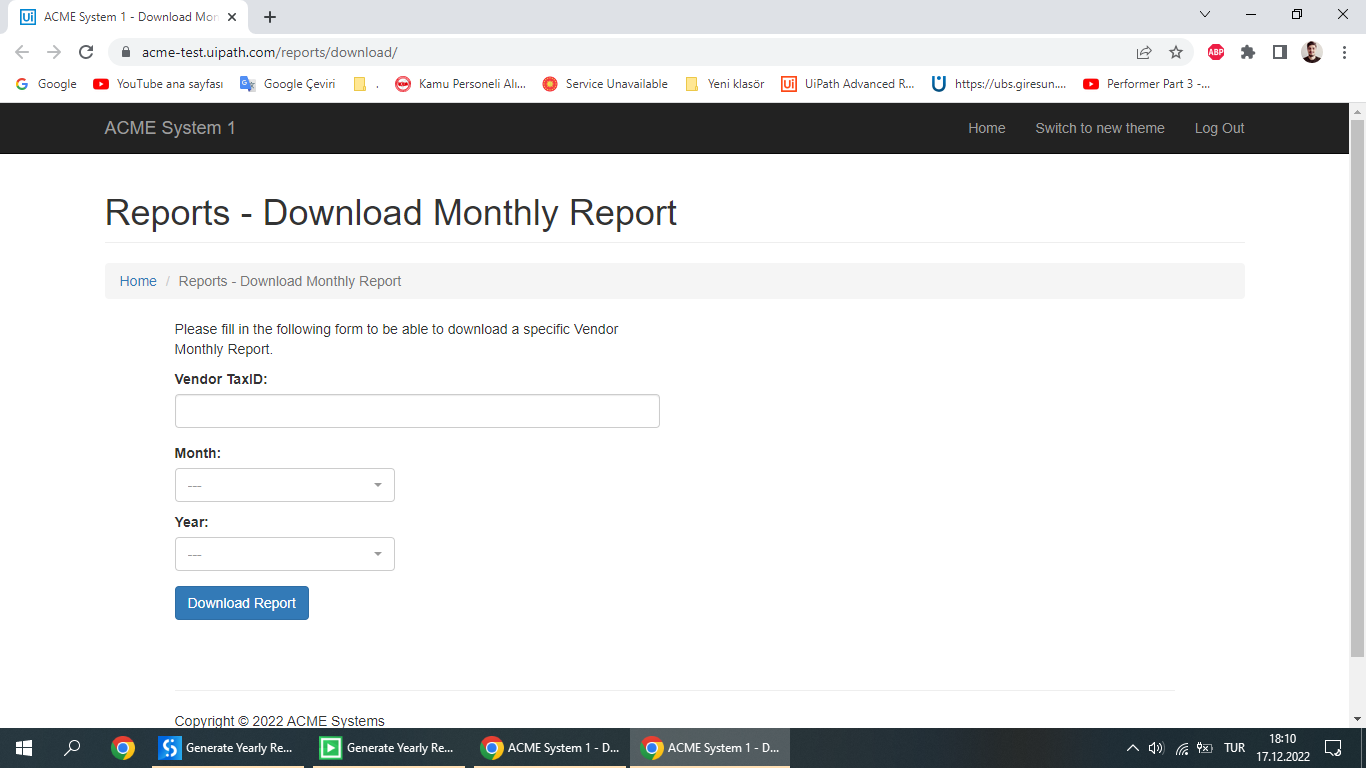 ACME System 1 - Download Mon
acme-test.uipath.com/reports/download/
ABP
Google
YouTube ana sayfası
Google Çeviri
.
Kamu Personeli Alı...
Service Unavailable
Yeni klasör
UiPath Advanced R...
https://ubs.giresun....
Performer Part 3 -...
ACME System 1
Home
Switch to new theme
Log Out
Reports - Download Monthly Report
Home / Reports - Download Monthly Report
Please fill in the following form to be able to download a specific Vendor
Monthly Report.
Vendor TaxID:
Month:
---
Year:
---
Download Report
Copyright © 2022 ACME Systems
Generate Yearly Re...
Generate Yearly Re...
ACME System 1 - D...
ACME System 1 - D...
TUR
18:10
17.12.2022